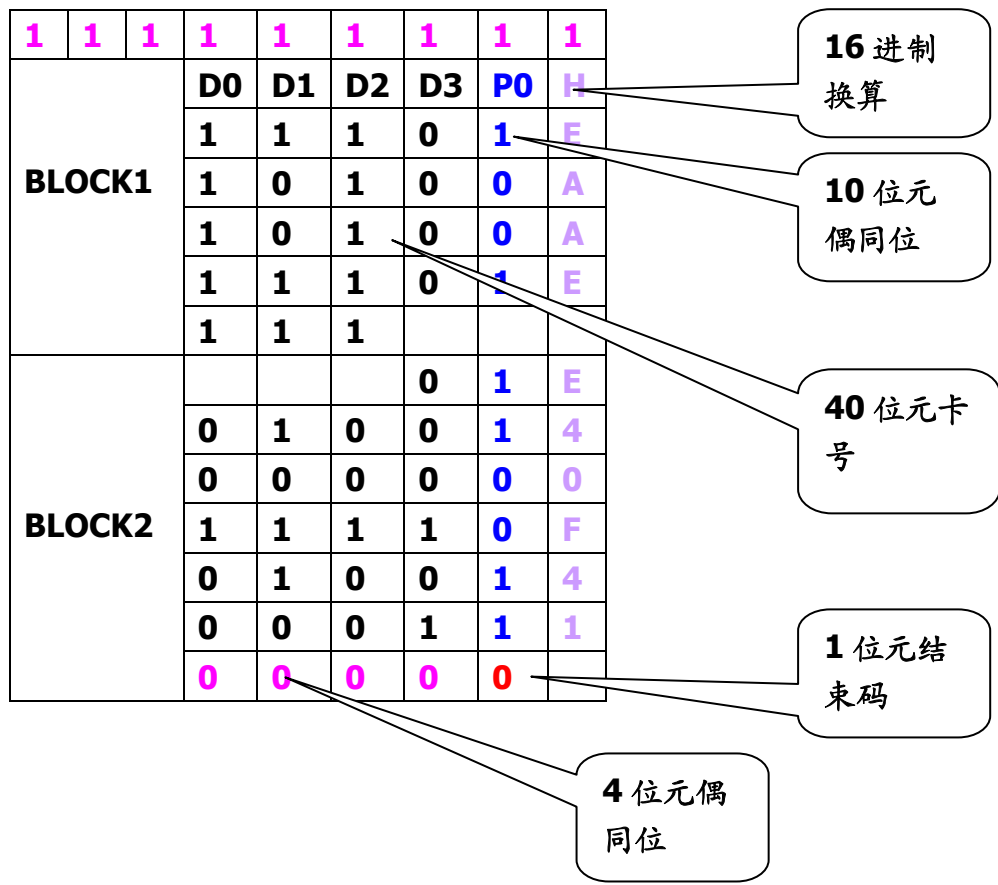 1 1 1 1 1 1 1 1 1
D0 D1 D2 D3 P0 H
1 1 1 0 1 E
BLOCK1 1 0 1 0 0 A
1 0 1 0 0 A
1 1 1 0 1 E
1 1 1
0 1 E
0 1 0 0 1 4
0 0 0 0 0 0
BLOCK2 1 1 1 1 0 F
0 1 0 0 1 4
0 0 0 1 1 1
0 0 0 0 0
16 进制
换算
10 位元
偶同位
40 位元卡
号
1 位元结
束码
4 位元偶
同位